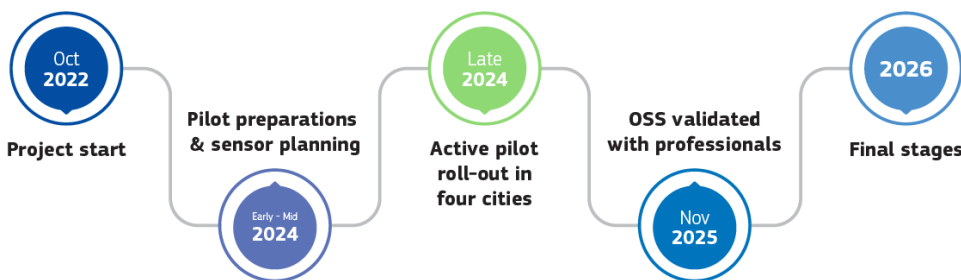 Oct
2022
Project start
Pilot preparations
& sensor planning
Early - Mid
2024
Late
2024
Active pilot
roll-out in
four cities
OSS validated
with professionals
Nov
2025
2026
Final stages